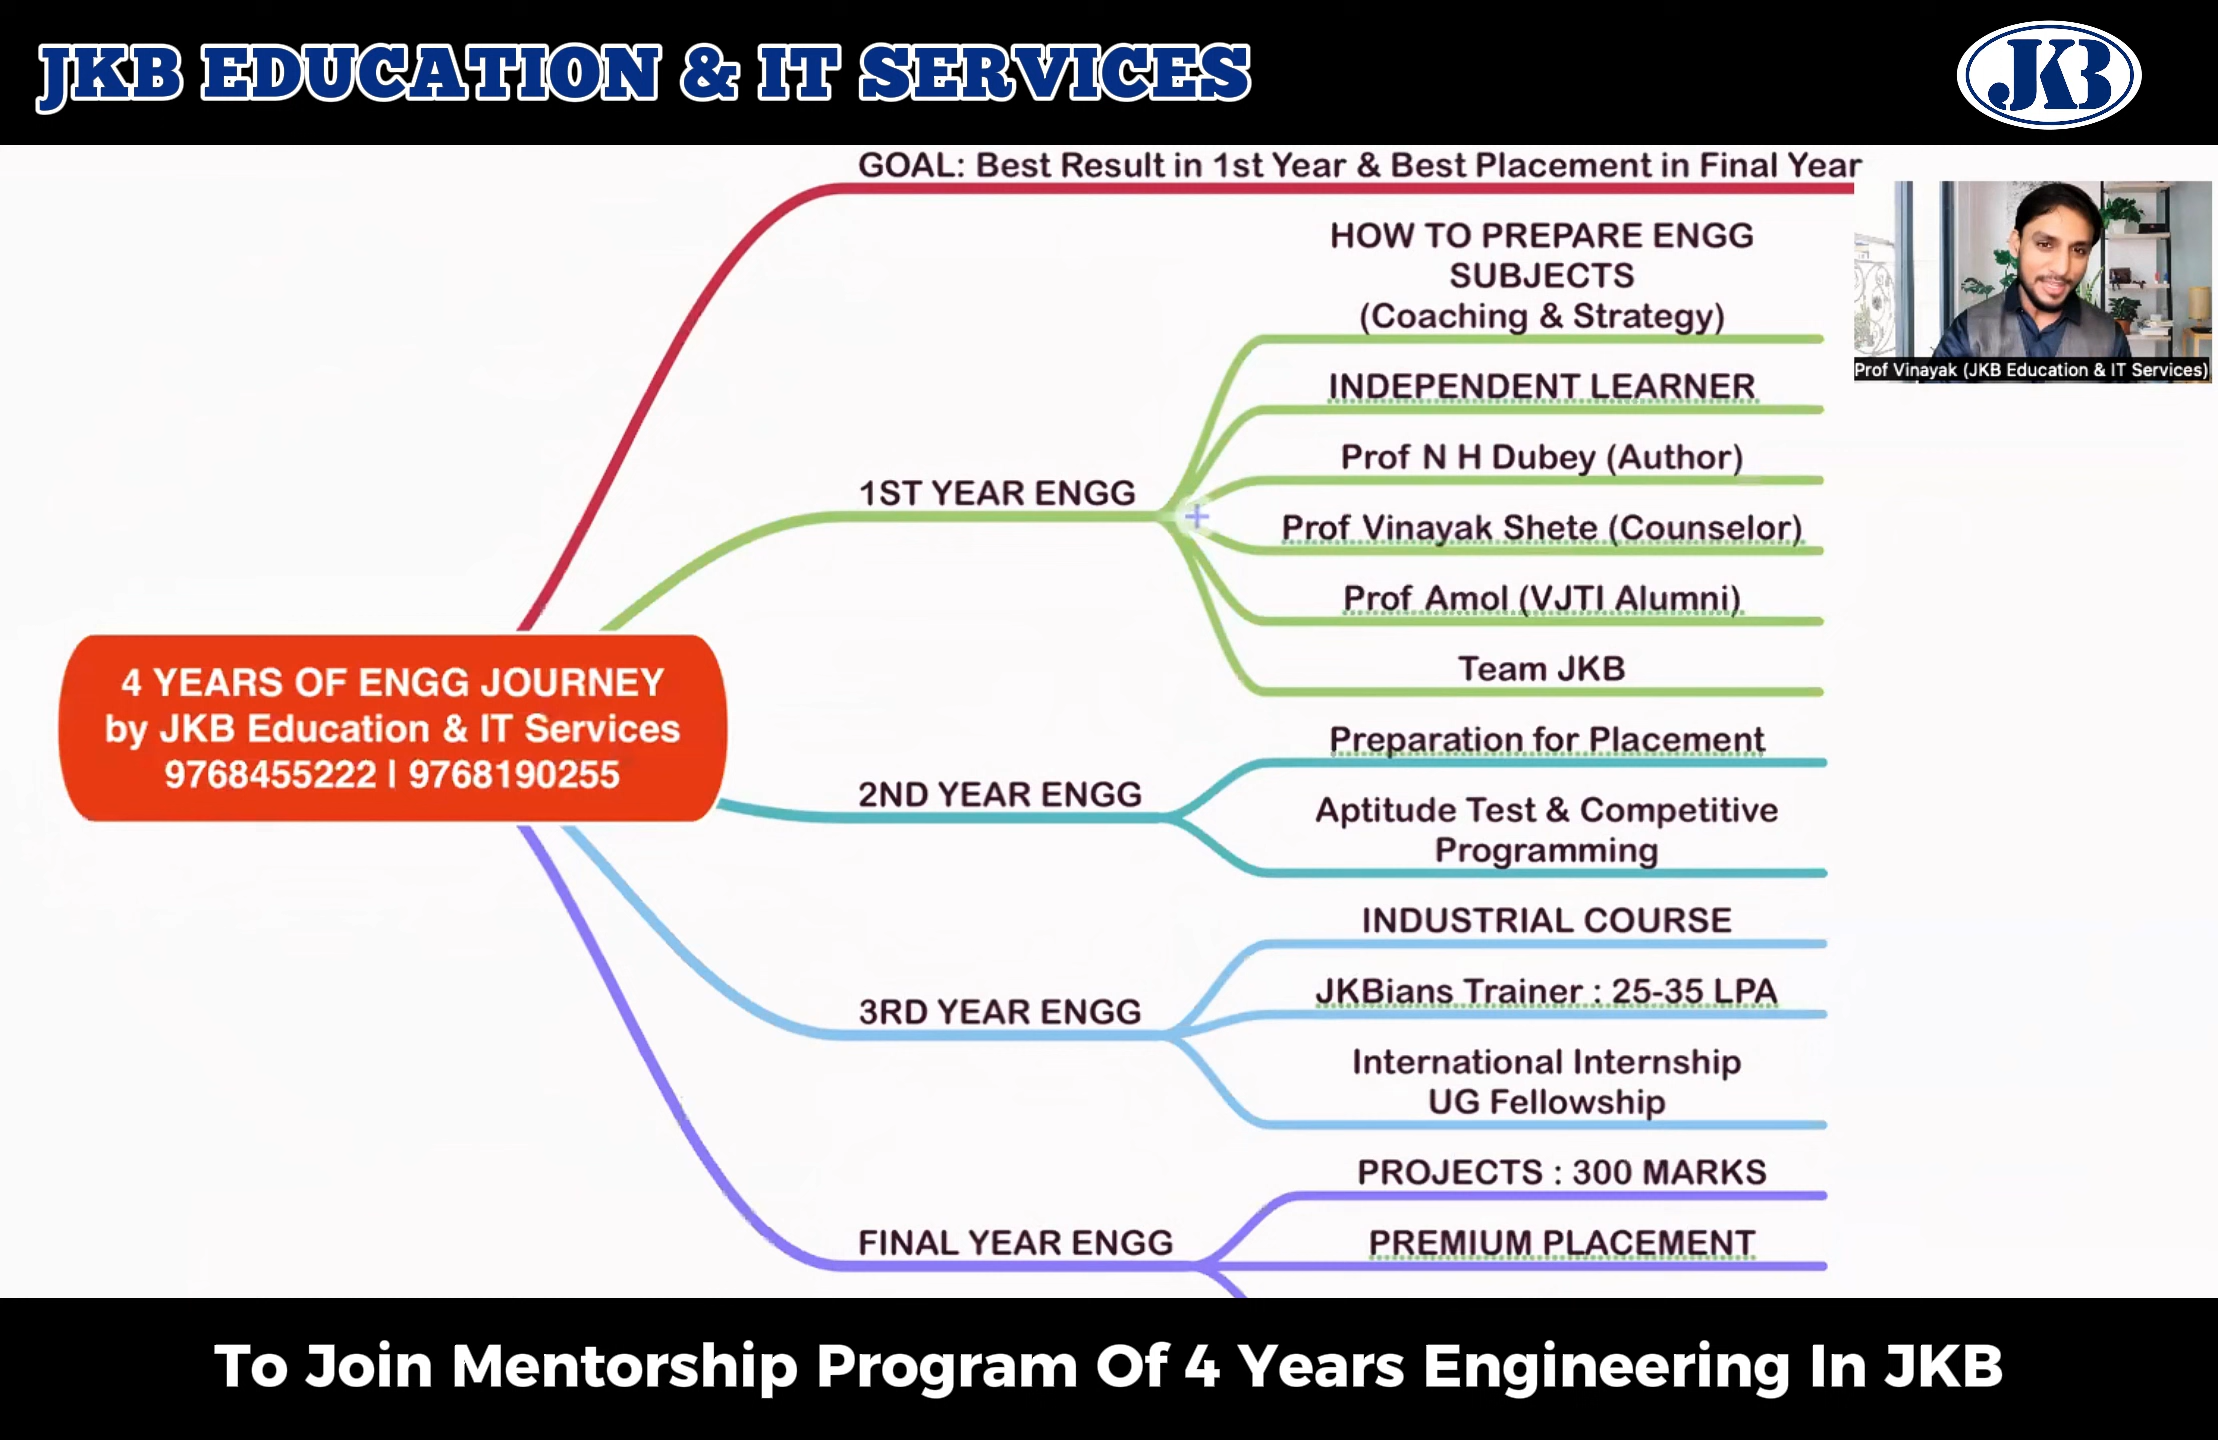 JKB EDUCATION & IT SERVICES
JKB
GOAL: Best Result in 1st Year & Best Placement in Final Year
HOW TO PREPARE ENGG
SUBJECTS
(Coaching & Strategy)
INDEPENDENT LEARNER
Prof N H Dubey (Author)
1ST YEAR ENGG
Prof Vinayak Shete (Counselor)
Prof Amol (VJTI Alumni)
Team JKB
Prof Vinayak (JKB Education & IT Services)
4 YEARS OF ENGG JOURNEY
by JKB Education & IT Services
9768455222 | 9768190255
2ND YEAR ENGG
Preparation for Placement
Aptitude Test & Competitive
Programming
3RD YEAR ENGG
INDUSTRIAL COURSE
JKBians Trainer : 25-35 LPA
International Internship
UG Fellowship
FINAL YEAR ENGG
PROJECTS : 300 MARKS
PREMIUM PLACEMENT
To Join Mentorship Program Of 4 Years Engineering In JKB